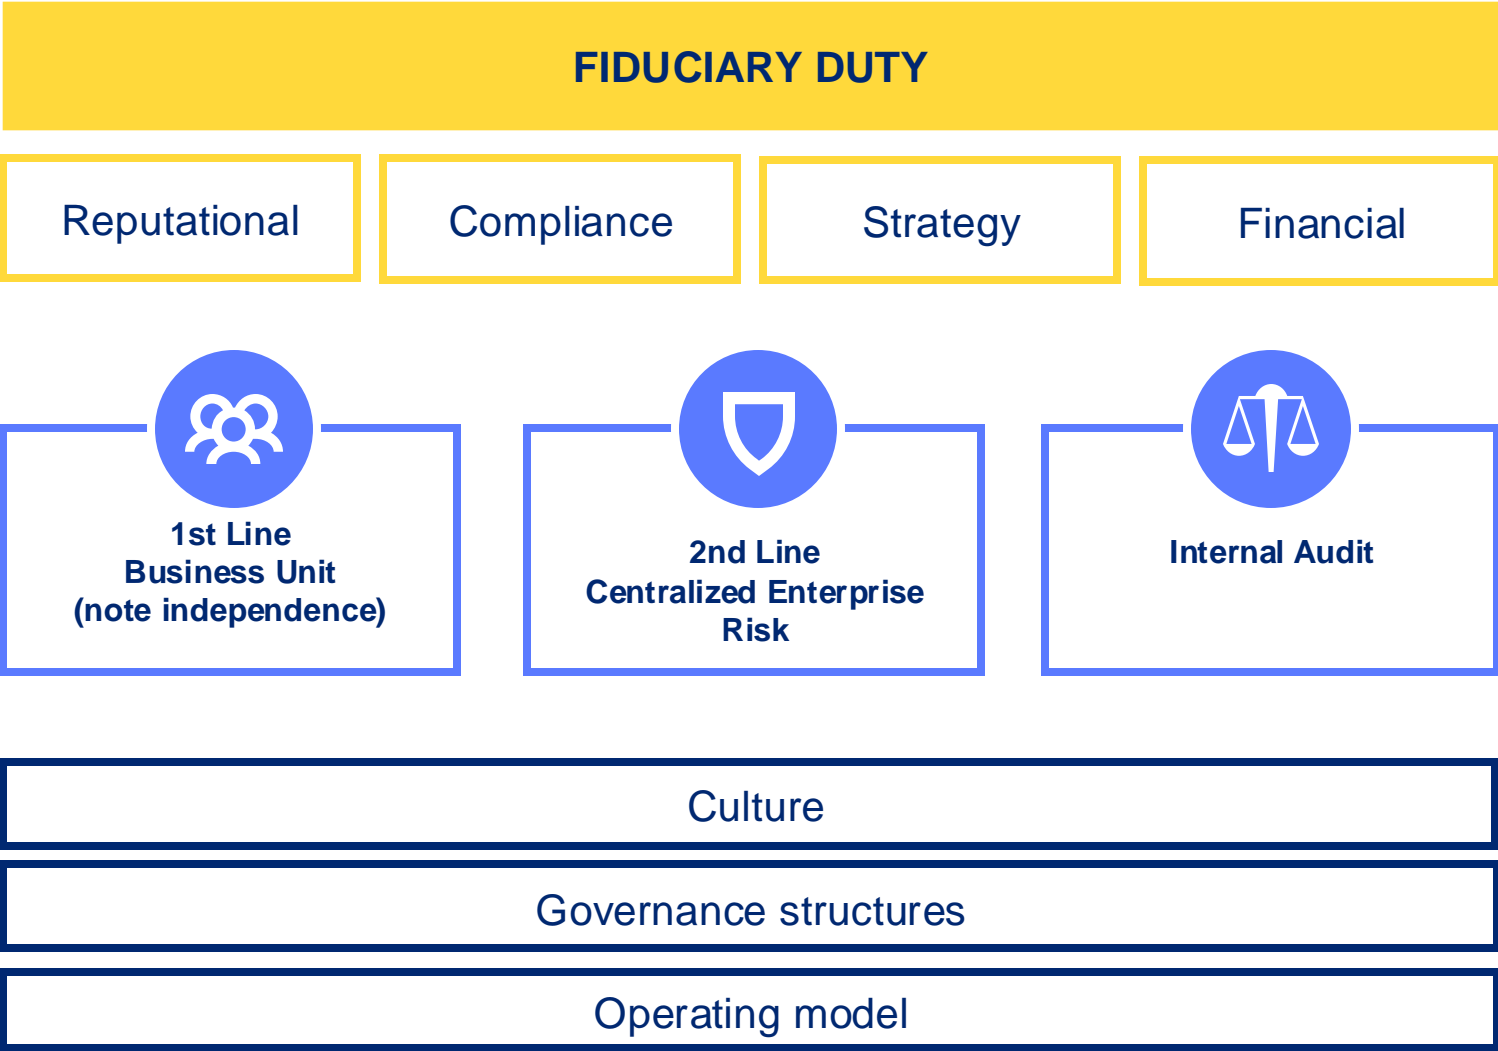 FIDUCIARY DUTY
Reputational
Compliance
Strategy
Financial
1st Line
Business Unit
(note independence)
2nd Line
Centralized Enterprise
Risk
Internal Audit
Culture
Governance structures
Operating model